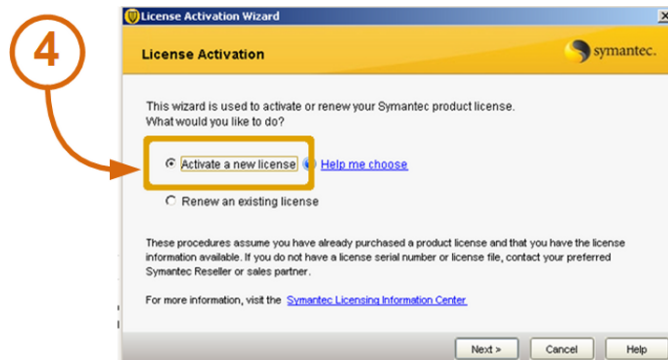 4
License Activation Wizard
License Activation
symantec.
This wizard is used to activate or renew your Symantec product license.
What would you like to do?
Activate a new license
Help me choose
Renew an existing license
These procedures assume you have already purchased a product license and that you have the license
information available. If you do not have a license serial number or license file, contact your preferred
Symantec Reseller or sales partner.
For more information, visit the Symantec Licensing Information Center
Next > Cancel Help